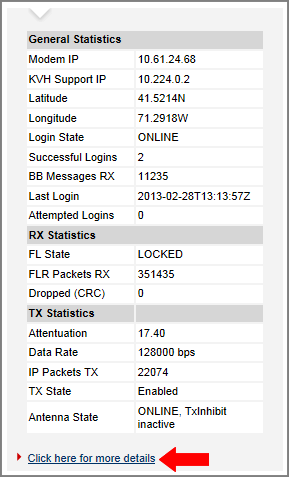 General Statistics
Modem IP 10.61.24.68
KVH Support IP 10.224.0.2
Latitude 41.5214N
Longitude 71.2918W
Login State ONLINE
Successful Logins 2
BB Messages RX 11235
Last Login 2013-02-28T13:13:57Z
Attempted Logins 0
RX Statistics
FL State LOCKED
FLR Packets RX 351435
Dropped (CRC) 0
TX Statistics
Attentuation 17.40
Data Rate 128000 bps
IP Packets TX 22074
TX State Enabled
Antenna State ONLINE, TxInhibit
inactive
Click here for more details